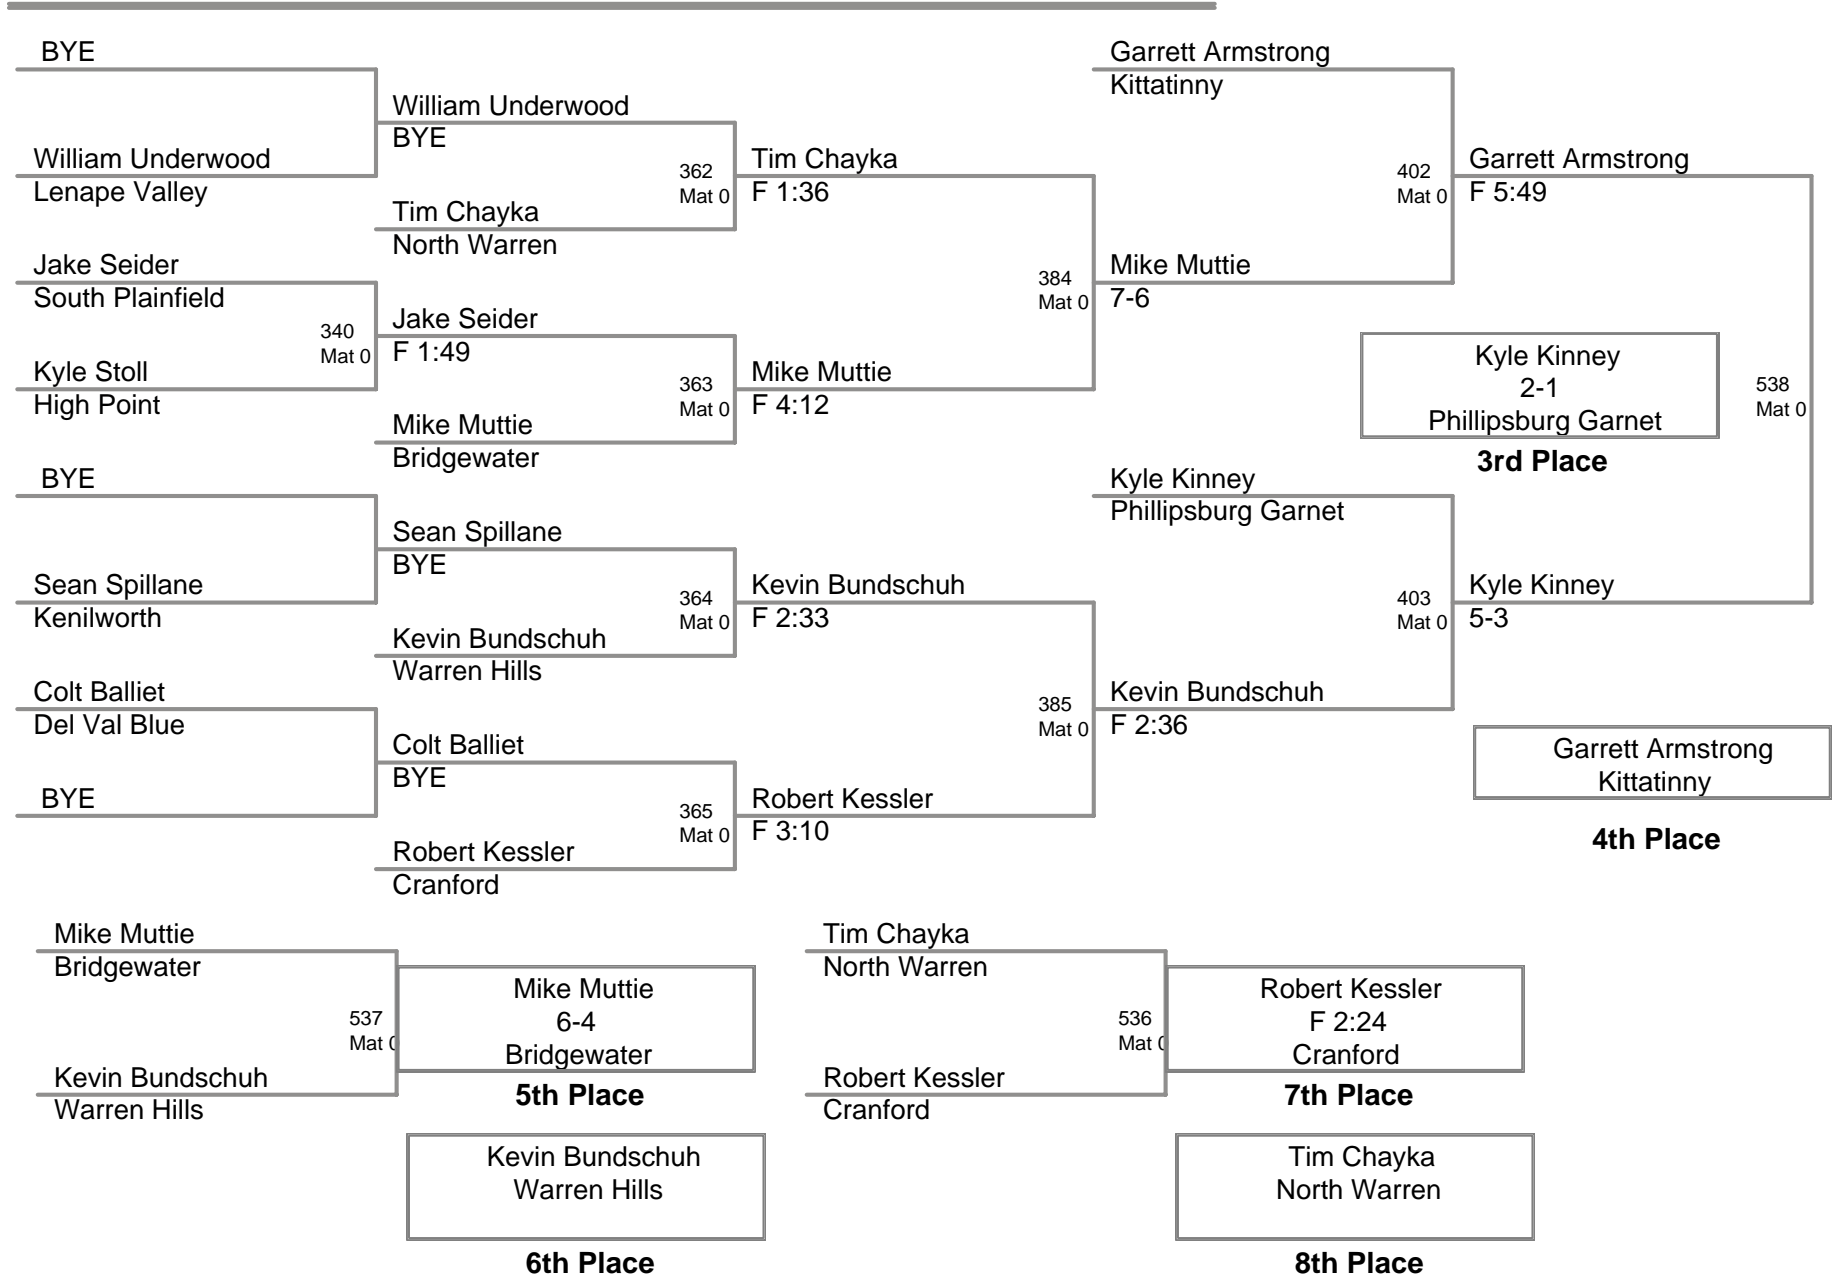 BYE
William Underwood
Lenape Valley
Jake Seider
South Plainfield
340
Mat 0
Kyle Stoll
High Point
BYE
Sean Spillane
Kenilworth
Colt Balliet
Del Val Blue
BYE
William Underwood
BYE
362
Mat 0
Tim Chayka
North Warren
Jake Seider
F 1:49
363
Mat 0
Mike Muttie
Bridgewater
Sean Spillane
BYE
364
Mat 0
Kevin Bundschuh
Warren Hills
Colt Balliet
BYE
365
Mat 0
Robert Kessler
Cranford
Tim Chayka
F 1:36
384
Mat 0
Mike Muttie
F 4:12
Kevin Bundschuh
F 2:33
385
Mat 0
Robert Kessler
F 3:10
Garrett Armstrong
Kittatinny
402
Mat 0
Mike Muttie
7-6
Kyle Kinney
Phillipsburg Garnet
403
Mat 0
Kevin Bundschuh
F 2:36
Garrett Armstrong
F 5:49
Kyle Kinney
2-1
Phillipsburg Garnet
3rd Place
538
Mat 0
Kyle Kinney
5-3
Garrett Armstrong
Kittatinny
4th Place
Mike Muttie
Bridgewater
537
Mat 0
Kevin Bundschuh
Warren Hills
Mike Muttie
6-4
Bridgewater
5th Place
Kevin Bundschuh
Warren Hills
6th Place
Tim Chayka
North Warren
536
Mat 0
Robert Kessler
Cranford
Robert Kessler
F 2:24
Cranford
7th Place
Tim Chayka
North Warren
8th Place